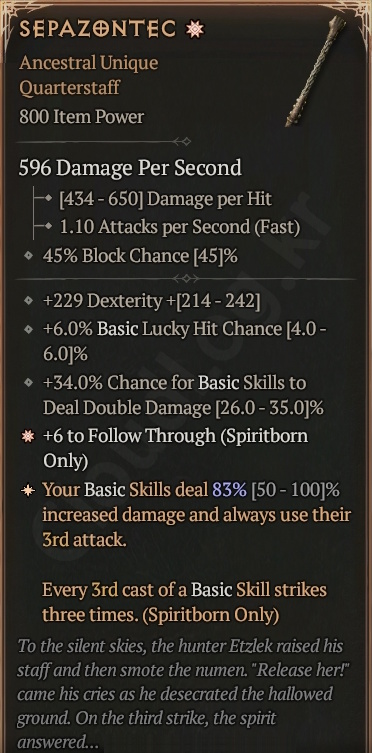 SEPAZONTEC
Ancestral Unique
Quarterstaff
800 Item Power
596 Damage Per Second
[434 - 650] Damage per Hit
1.10 Attacks per Second (Fast)
45% Block Chance [45]%
+229 Dexterity +[214 - 242]
+6.0% Basic Lucky Hit Chance [4.0 -
6.0]%
+34.0% Chance for Basic Skills to
Deal Double Damage [26.0 - 35.0]%
+6 to Follow Through (Spiritborn
Only)
Your Basic Skills deal 83% [50 - 100]%
increased damage and always use their
3rd attack.
Every 3rd cast of a Basic Skill strikes
three times. (Spiritborn Only)
To the silent skies, the hunter Etzlek raised his
staff and then smote the numen. "Release her!"
came his cries as he desecrated the hallowed
ground. On the third strike, the spirit
answered...